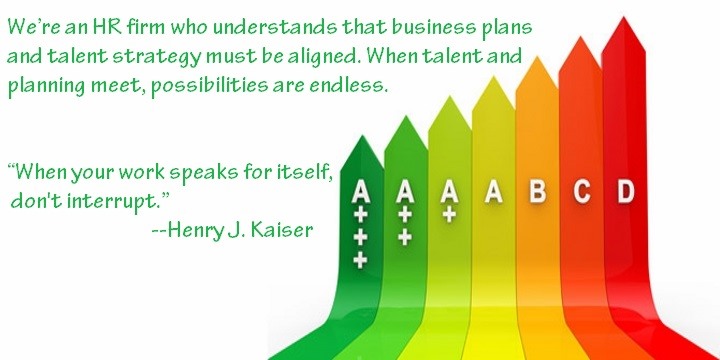 We're an HR firm who understands that business plans
and talent strategy must be aligned. When talent and
planning meet, possibilities are endless.
“When your work speaks for itself,
don't interrupt.”
--Henry J. Kaiser
A+++ A++ A+ A B C D